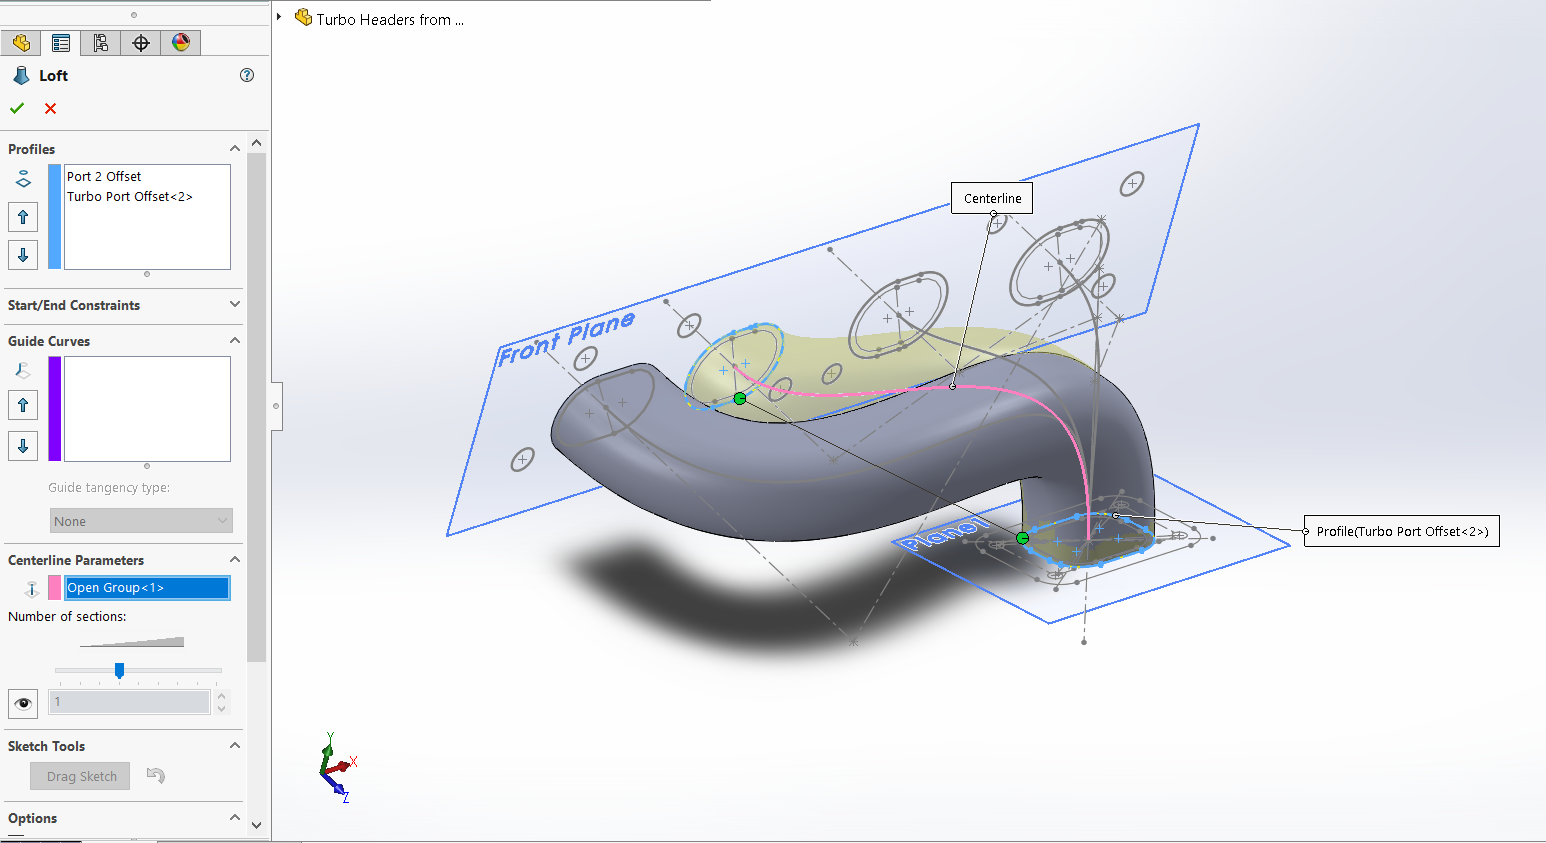 Turbo Headers from ...
Loft
Profiles
Port 2 Offset
Turbo Port Offset<2>
Start/End Constraints
Guide Curves
Guide tangency type:
None
Centerline Parameters
Open Group<1>
Number of sections:
1
Sketch Tools
Drag Sketch
Options
Centerline
Front Plane
Plane1
Profile(Turbo Port Offset<2>)
Y
X
Z